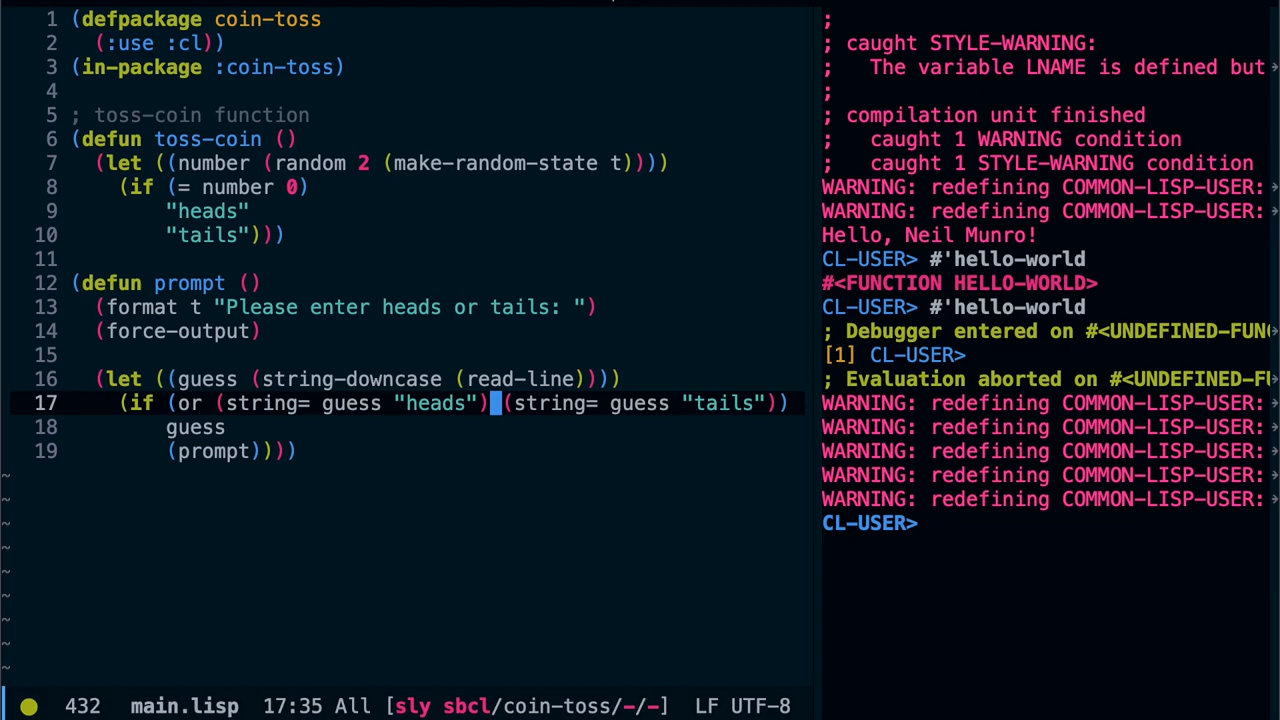 1 (defpackage coin-toss
2   (:use :cl))
3 (in-package :coin-toss)
4
5 ; toss-coin function
6 (defun toss-coin ()
7   (let ((number (random 2 (make-random-state t))))
8     (if (= number 0)
9         "heads"
10         "tails")))
11
12 (defun prompt ()
13   (format t "Please enter heads or tails: ")
14   (force-output)
15
16   (let ((guess (string-downcase (read-line))))
17     (if (or (string= guess "heads") (string= guess "tails"))
18         guess
19         (prompt))))
~
~
~
~
~
~
~
~
~
432 main.lisp 17:35 All [sly sbcl/coin-toss/-/-] LF UTF-8
;
; caught STYLE-WARNING:
;   The variable LNAME is defined but
;
; compilation unit finished
;   caught 1 WARNING condition
;   caught 1 STYLE-WARNING condition
WARNING: redefining COMMON-LISP-USER:
WARNING: redefining COMMON-LISP-USER:
Hello, Neil Munro!
CL-USER> #'hello-world
#<FUNCTION HELLO-WORLD>
CL-USER> #'hello-world
; Debugger entered on #<UNDEFINED-FUNC
[1] CL-USER>
; Evaluation aborted on #<UNDEFINED-FU
WARNING: redefining COMMON-LISP-USER:
WARNING: redefining COMMON-LISP-USER:
WARNING: redefining COMMON-LISP-USER:
WARNING: redefining COMMON-LISP-USER:
WARNING: redefining COMMON-LISP-USER:
CL-USER>